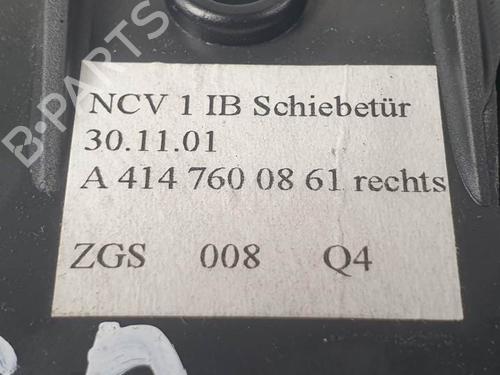 NCV 1 IB Schiebetür
30.11.01
A 414 760 08 61 rechts
ZGS 008 Q4
B-PARTS